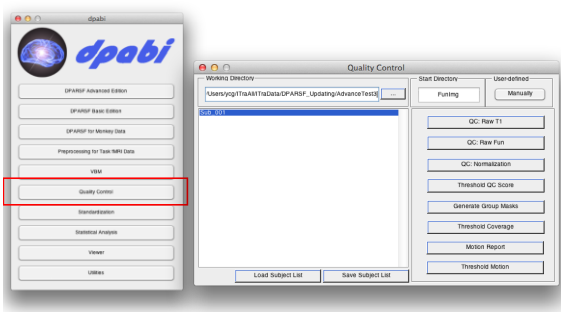 dpabi
dpabi
DPARSF Advanced Edition
DPARSF Basic Edition
DPARSF for Monkey Data
Preprocessing for Task fMRI Data
VBM
Quality Control
Standardization
Statistical Analysis
Viewer
Utilities
Quality Control
Working Directory
/Users/ycg/ITraAll/ITraData/DPARSF_Updating/AdvanceTest3
...
Start Directory
FunImg
User-defined
Manually
Sub_001
QC: Raw T1
QC: Raw Fun
QC: Normalization
Threshold QC Score
Generate Group Masks
Threshold Coverage
Motion Report
Threshold Motion
Load Subject List
Save Subject List